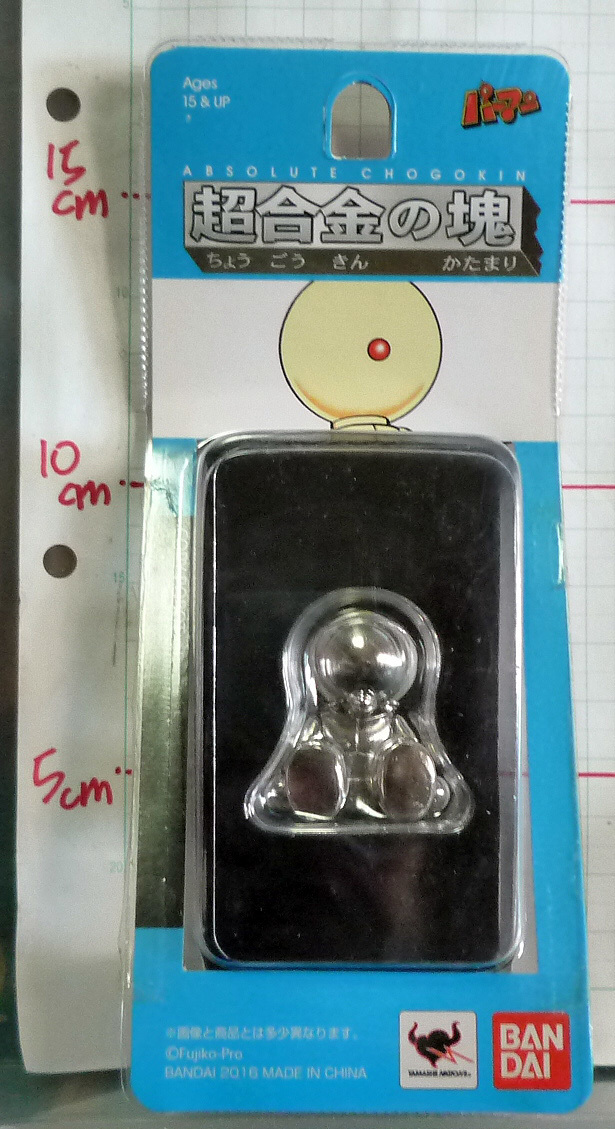 Ages
15 & UP
パーマン
15
cm
ABSOLUTE CHOGOKIN
超合金の塊
ちょう ごう きん かたまり
10
cm
5cm
※画像と商品とは多少異なります。
©Fujiko-Pro
BANDAI 2016 MADE IN CHINA
TAMASHII NATIONS
BAN
DAI